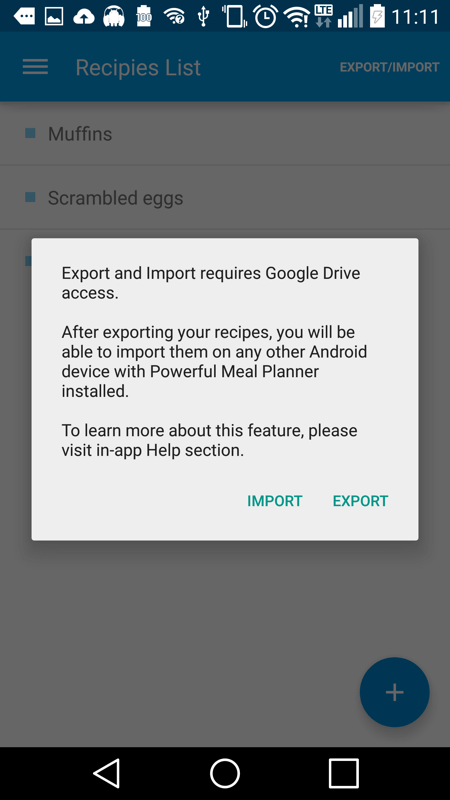 100
LTE
11:11
Recipies List
EXPORT/IMPORT
Muffins
Scrambled eggs
Export and Import requires Google Drive
access.
After exporting your recipes, you will be
able to import them on any other Android
device with Powerful Meal Planner
installed.
To learn more about this feature, please
visit in-app Help section.
IMPORT
EXPORT